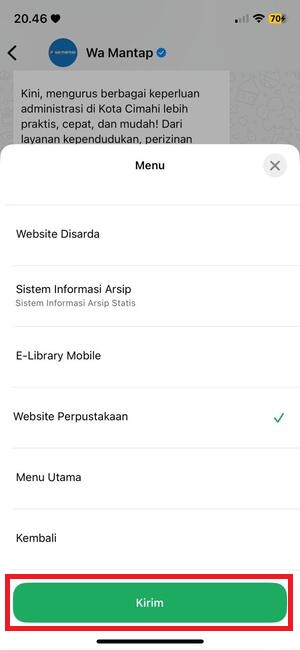 20.46
70
Wa Mantap
Kini, mengurus berbagai keperluan
administrasi di Kota Cimahi lebih
praktis, cepat, dan mudah! Dari
layanan kependudukan, perizinan
Menu
Website Disarda
Sistem Informasi Arsip
Sistem Informasi Arsip Statis
E-Library Mobile
Website Perpustakaan
Menu Utama
Kembali
Kirim